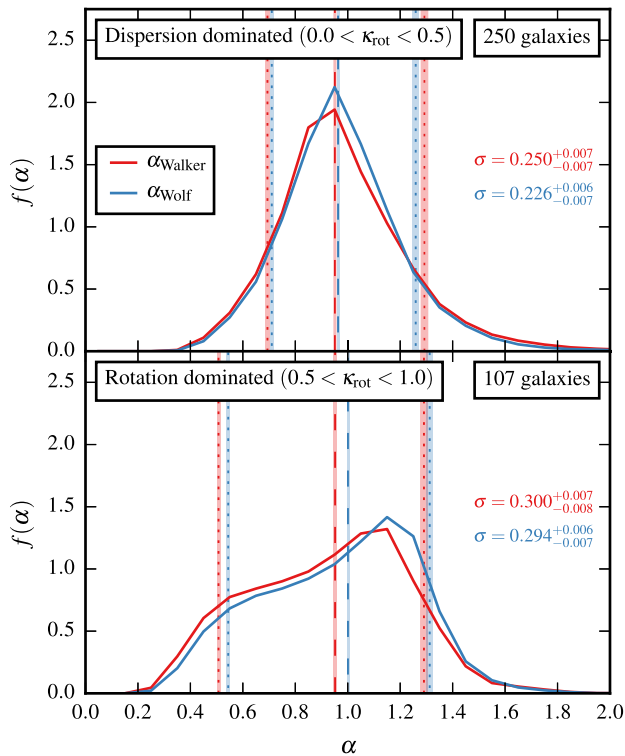 Dispersion dominated (0.0 < κrot < 0.5)
250 galaxies
2.5
2.0
1.5
1.0
0.5
0.0
f(α)
αWalker
αWolf
σ = 0.250+0.007−0.007
σ = 0.226+0.006−0.007
Rotation dominated (0.5 < κrot < 1.0)
107 galaxies
2.5
2.0
1.5
1.0
0.5
0.0
f(α)
σ = 0.300+0.007−0.008
σ = 0.294+0.006−0.007
0.0 0.2 0.4 0.6 0.8 1.0 1.2 1.4 1.6 1.8 2.0
α